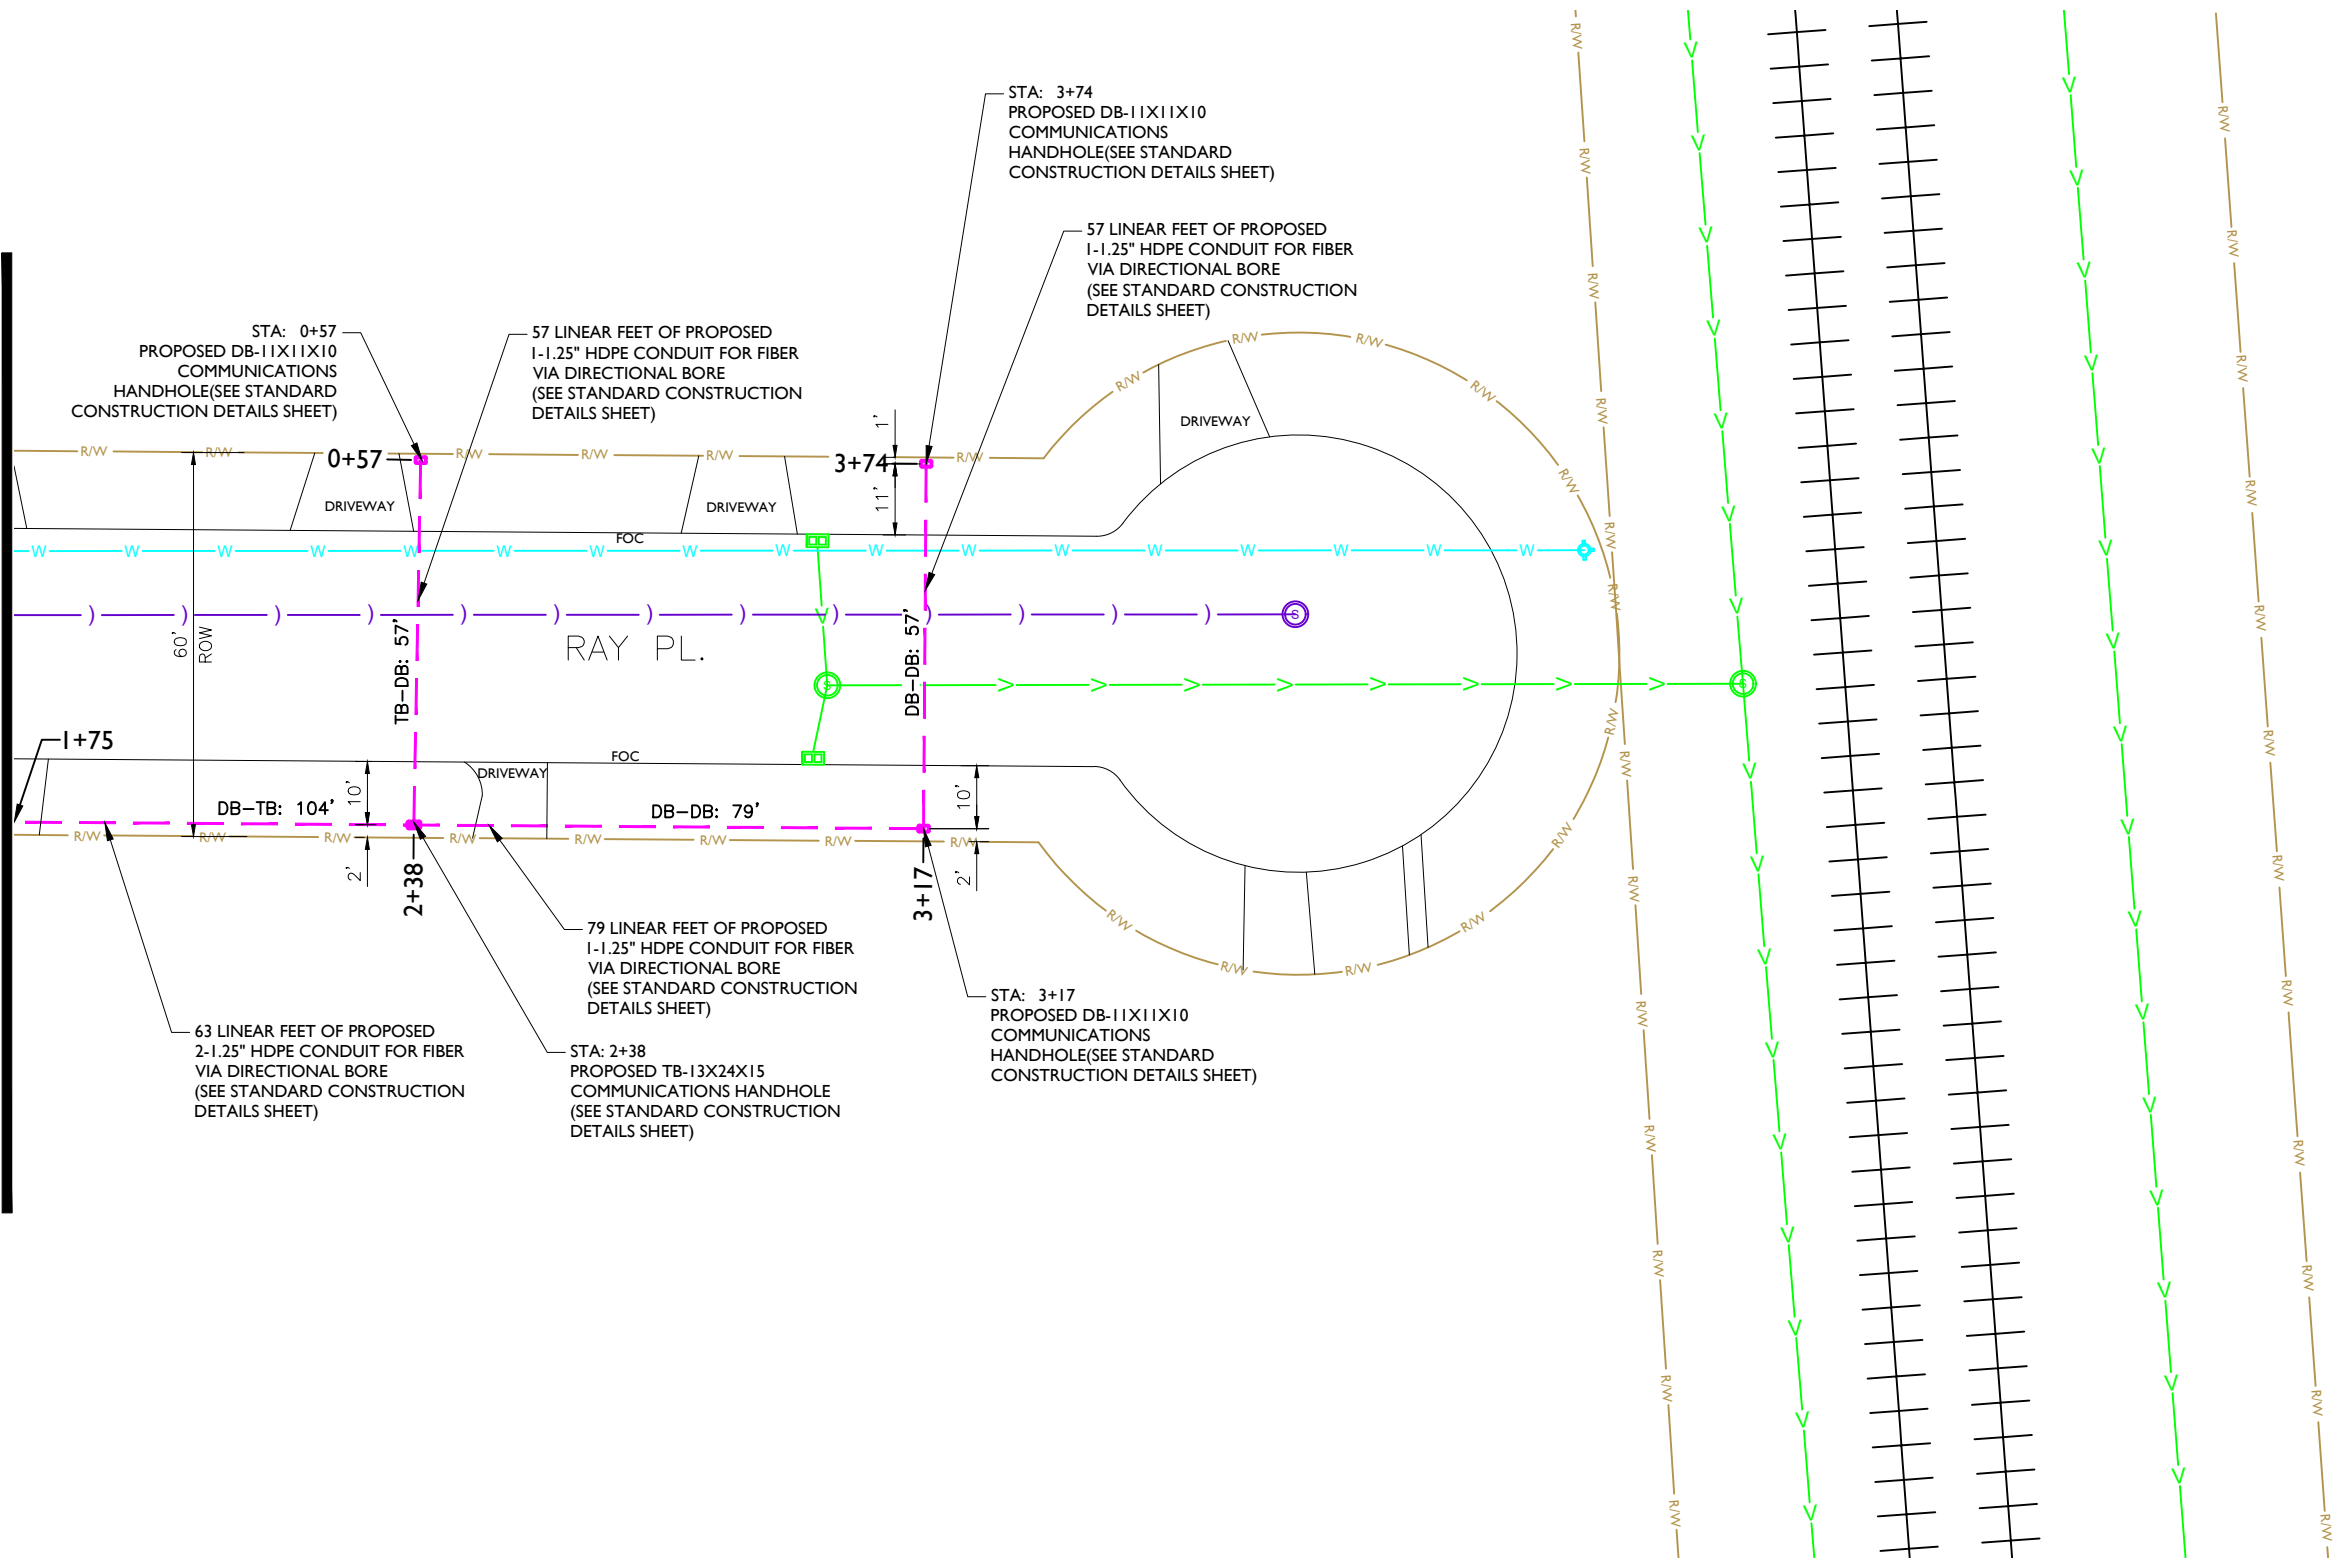 STA: 3+74
PROPOSED DB-11X11X10
COMMUNICATIONS
HANDHOLE(SEE STANDARD
CONSTRUCTION DETAILS SHEET)
57 LINEAR FEET OF PROPOSED
1-1.25" HDPE CONDUIT FOR FIBER
VIA DIRECTIONAL BORE
(SEE STANDARD CONSTRUCTION
DETAILS SHEET)
STA: 0+57
PROPOSED DB-11X11X10
COMMUNICATIONS
HANDHOLE(SEE STANDARD
CONSTRUCTION DETAILS SHEET)
57 LINEAR FEET OF PROPOSED
1-1.25" HDPE CONDUIT FOR FIBER
VIA DIRECTIONAL BORE
(SEE STANDARD CONSTRUCTION
DETAILS SHEET)
R/W R/W R/W R/W R/W R/W
0+57
3+74
1'
11'
DRIVEWAY
DRIVEWAY
DRIVEWAY
FOC
W W W W W W W W W W W W W W W W W
60'
ROW
TB-DB: 57'
RAY PL.
DB-DB: 57'
S
S
S
1+75
FOC
DRIVEWAY
DB-TB: 104'
10'
DB-DB: 79'
10'
R/W R/W R/W R/W R/W R/W R/W R/W
2'
2+38
3+17
2'
R/W R/W R/W R/W R/W R/W R/W R/W R/W R/W R/W R/W
79 LINEAR FEET OF PROPOSED
1-1.25" HDPE CONDUIT FOR FIBER
VIA DIRECTIONAL BORE
(SEE STANDARD CONSTRUCTION
DETAILS SHEET)
STA: 3+17
PROPOSED DB-11X11X10
COMMUNICATIONS
HANDHOLE(SEE STANDARD
CONSTRUCTION DETAILS SHEET)
63 LINEAR FEET OF PROPOSED
2-1.25" HDPE CONDUIT FOR FIBER
VIA DIRECTIONAL BORE
(SEE STANDARD CONSTRUCTION
DETAILS SHEET)
STA: 2+38
PROPOSED TB-13X24X15
COMMUNICATIONS HANDHOLE
(SEE STANDARD CONSTRUCTION
DETAILS SHEET)
R/W R/W R/W R/W R/W R/W R/W R/W R/W R/W R/W R/W R/W
R/W R/W R/W R/W R/W R/W R/W R/W R/W R/W R/W R/W